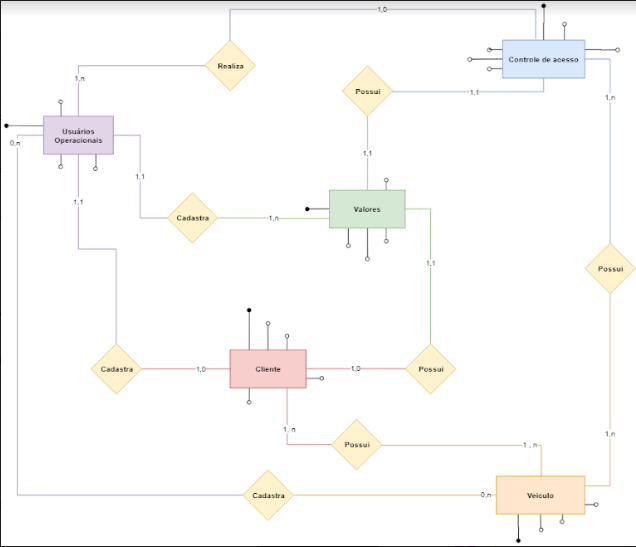 1,0
Realiza
Controle de acesso
1,n
Possui
1,1
1,n
Usuários
Operacionais
0,n
1,1
1,1
1,1
Valores
Cadastra
1,n
1,1
Possui
Cadastra
1,0
Cliente
1,0
Possui
1, n
Possui
1 , n
1,n
Cadastra
0,n
Veiculo